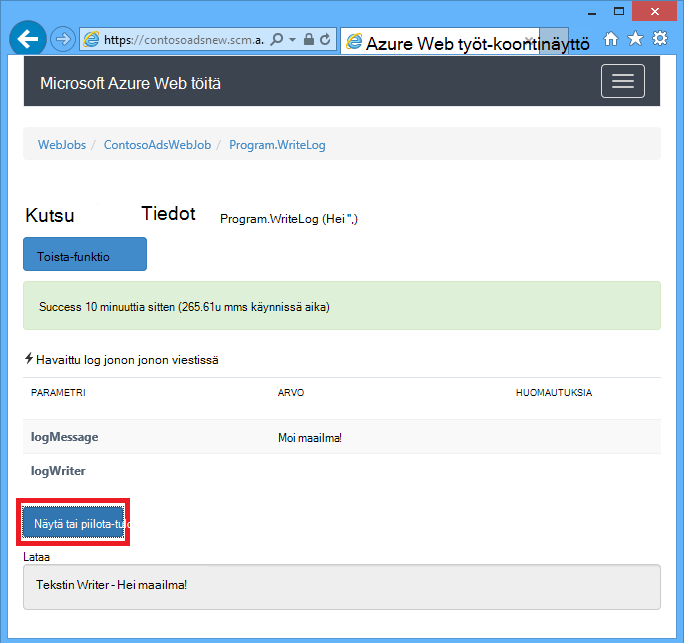 https://contosoadsnew.scm.a.
Azure Web työt-koontinäyttö
Microsoft Azure Web töitä
WebJobs / ContosoAdsWebJob / Program.WriteLog
Kutsu Tiedot Program.WriteLog (Hei ",)
Toista-funktio
Success 10 minuuttia sitten (265.61u mms käynnissä aika)
Havaittu log jonon jonon viestissä
PARAMETRI ARVO HUOMAUTUKSIA
logMessage Moi maailma!
logWriter
Näytä tai piilota-tulo
Lataa
Tekstin Writer - Hei maailma!